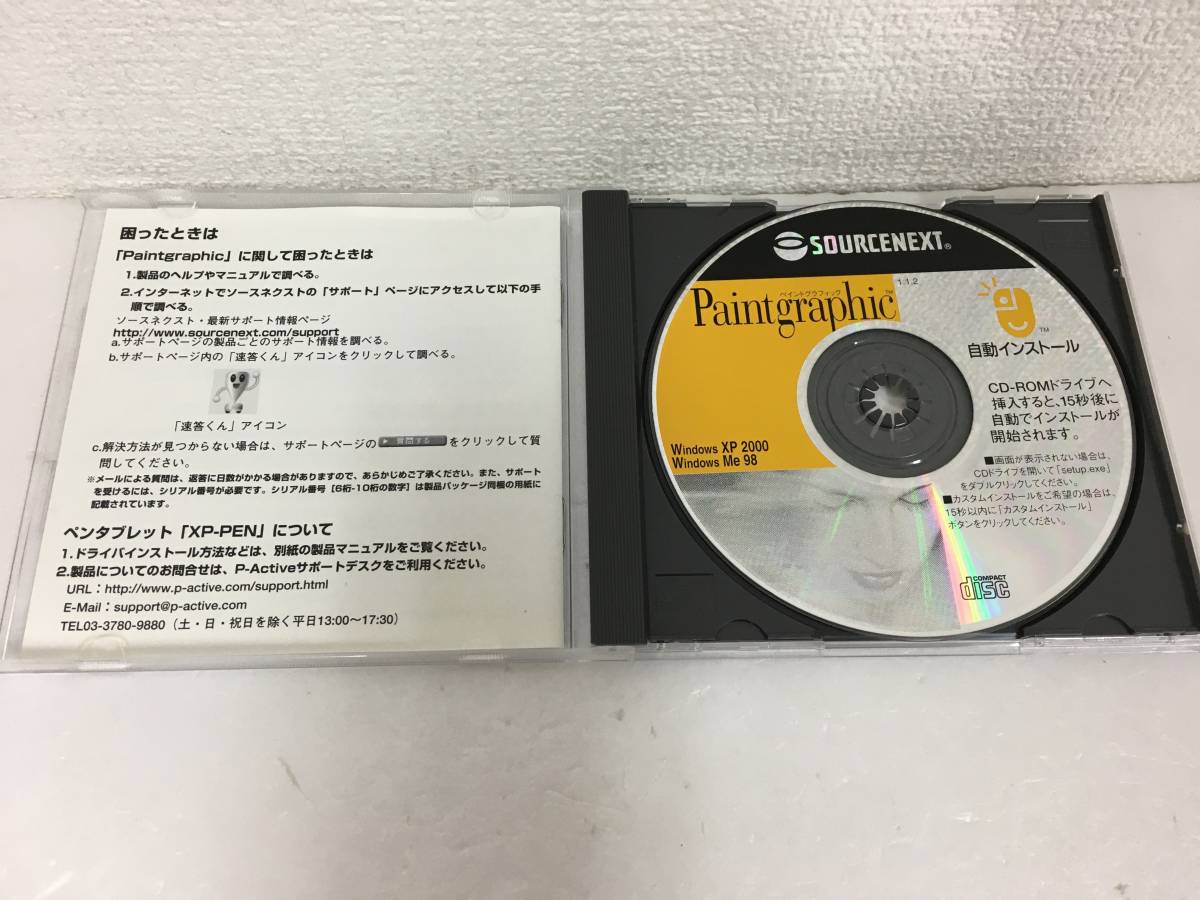 困ったときは
「Paintgraphic」に関して困ったときは
1.製品のヘルプやマニュアルで調べる。
2.インターネットでソースネクストの「サポート」ページにアクセスして以下の手
順で調べる。
ソースネクスト・最新サポート情報ページ
http://www.sourcenext.com/support
a.サポートページの製品ごとのサポート情報を調べる。
b.サポートページ内の「速答くん」アイコンをクリックして調べる。
「速答くん」アイコン
c.解決方法が見つからない場合は、サポートページの 質問する をクリックして質
問してください。
※メールによる質問は、返答に日数がかかる場合がありますので、あらかじめご了承ください。また、サポート
を受けるには、シリアル番号が必要です。シリアル番号[6桁-10桁の数字]は製品パッケージ同梱の用紙に
記載されています。
ペンタブレット「XP-PEN」について
1.ドライバインストール方法などは、別紙の製品マニュアルをご覧ください。
2.製品についてのお問合せは、P-Activeサポートデスクをご利用ください。
URL：http://www.p-active.com/support.html
E-Mail：support@p-active.com
TEL03-3780-9880（土・日・祝日を除く平日13:00〜17:30）
SOURCENEXT®
1.1.2
ペイントグラフィック
Paintgraphic™
™
自動インストール
CD-ROMドライブへ
挿入すると、15秒後に
自動でインストールが
開始されます。
■画面が表示されない場合は、
CDドライブを開いて「setup.exe」
をダブルクリックしてください。
■カスタムインストールをご希望の場合は、
15秒以内に「カスタムインストール」
ボタンをクリックしてください。
Windows XP 2000
Windows Me 98
COMPACT
disc